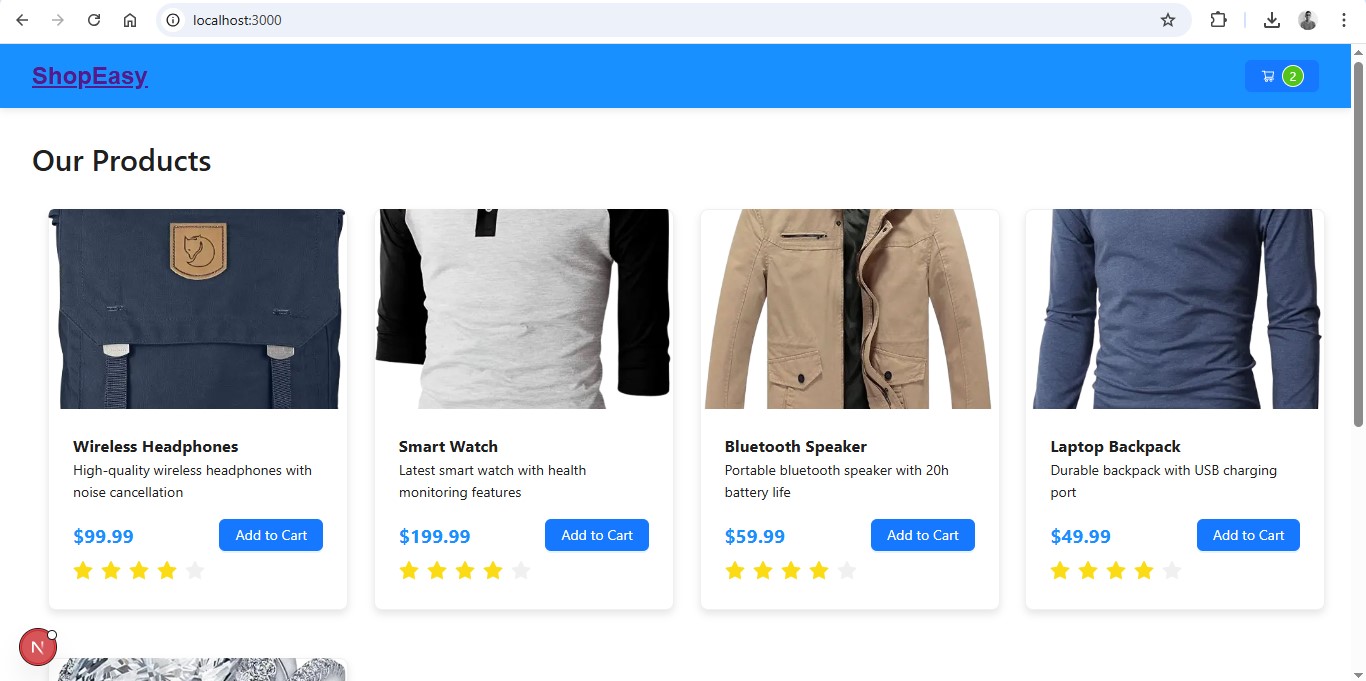 localhost:3000
ShopEasy
2
Our Products
Wireless Headphones
High-quality wireless headphones with
noise cancellation
$99.99
Add to Cart
Smart Watch
Latest smart watch with health
monitoring features
$199.99
Add to Cart
Bluetooth Speaker
Portable bluetooth speaker with 20h
battery life
$59.99
Add to Cart
Laptop Backpack
Durable backpack with USB charging
port
$49.99
Add to Cart
N